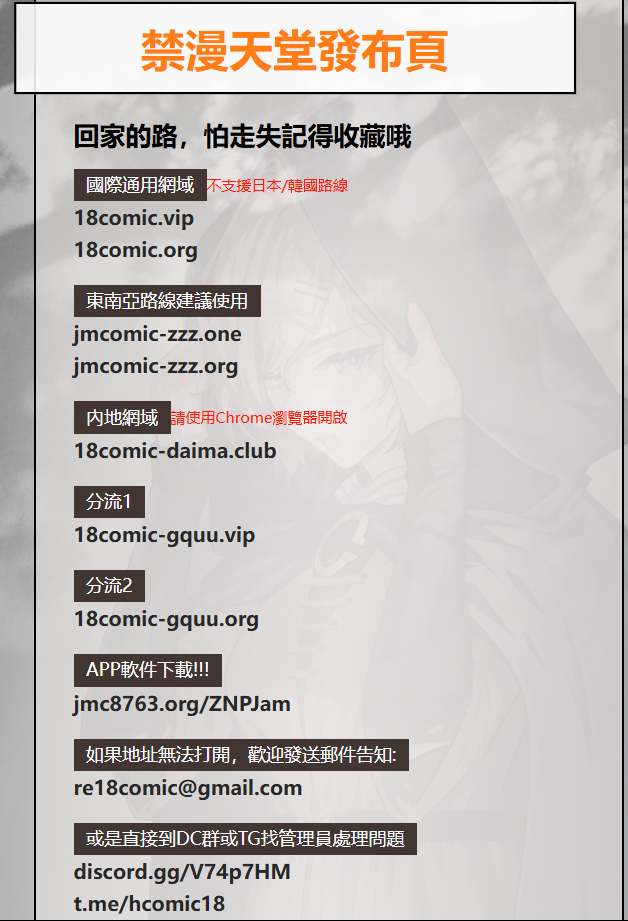 禁漫天堂發布頁
回家的路，怕走失記得收藏哦
國際通用網域 不支援日本/韓國路線
18comic.vip
18comic.org
東南亞路線建議使用
jmcomic-zzz.one
jmcomic-zzz.org
內地網域 請使用Chrome瀏覽器開啟
18comic-daima.club
分流1
18comic-gquu.vip
分流2
18comic-gquu.org
APP軟件下載!!!
jmc8763.org/ZNPJam
如果地址無法打開，歡迎發送郵件告知:
re18comic@gmail.com
或是直接到DC群或TG找管理員處理問題
discord.gg/V74p7HM
t.me/hcomic18